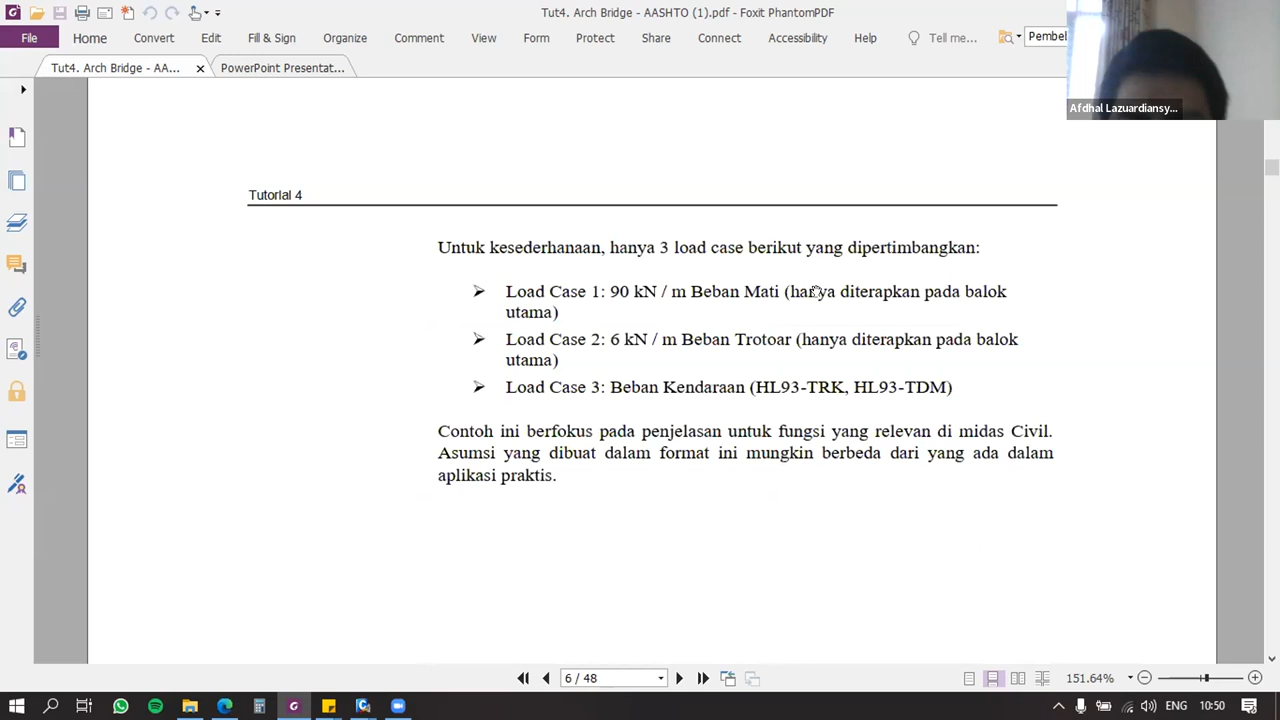 Tut4. Arch Bridge - AASHTO (1).pdf - Foxit PhantomPDF
File Home Convert Edit Fill & Sign Organize Comment View Form Protect Share Connect Accessibility Help Tell me... Pembel
Tut4. Arch Bridge - AA... PowerPoint Presentat...
Afdhal Lazuardiansy...
Tutorial 4
Untuk kesederhanaan, hanya 3 load case berikut yang dipertimbangkan:
➢ Load Case 1: 90 kN / m Beban Mati (hanya diterapkan pada balok
utama)
➢ Load Case 2: 6 kN / m Beban Trotoar (hanya diterapkan pada balok
utama)
➢ Load Case 3: Beban Kendaraan (HL93-TRK, HL93-TDM)
Contoh ini berfokus pada penjelasan untuk fungsi yang relevan di midas Civil.
Asumsi yang dibuat dalam format ini mungkin berbeda dari yang ada dalam
aplikasi praktis.
6 / 48 151.64%
ENG 10:50